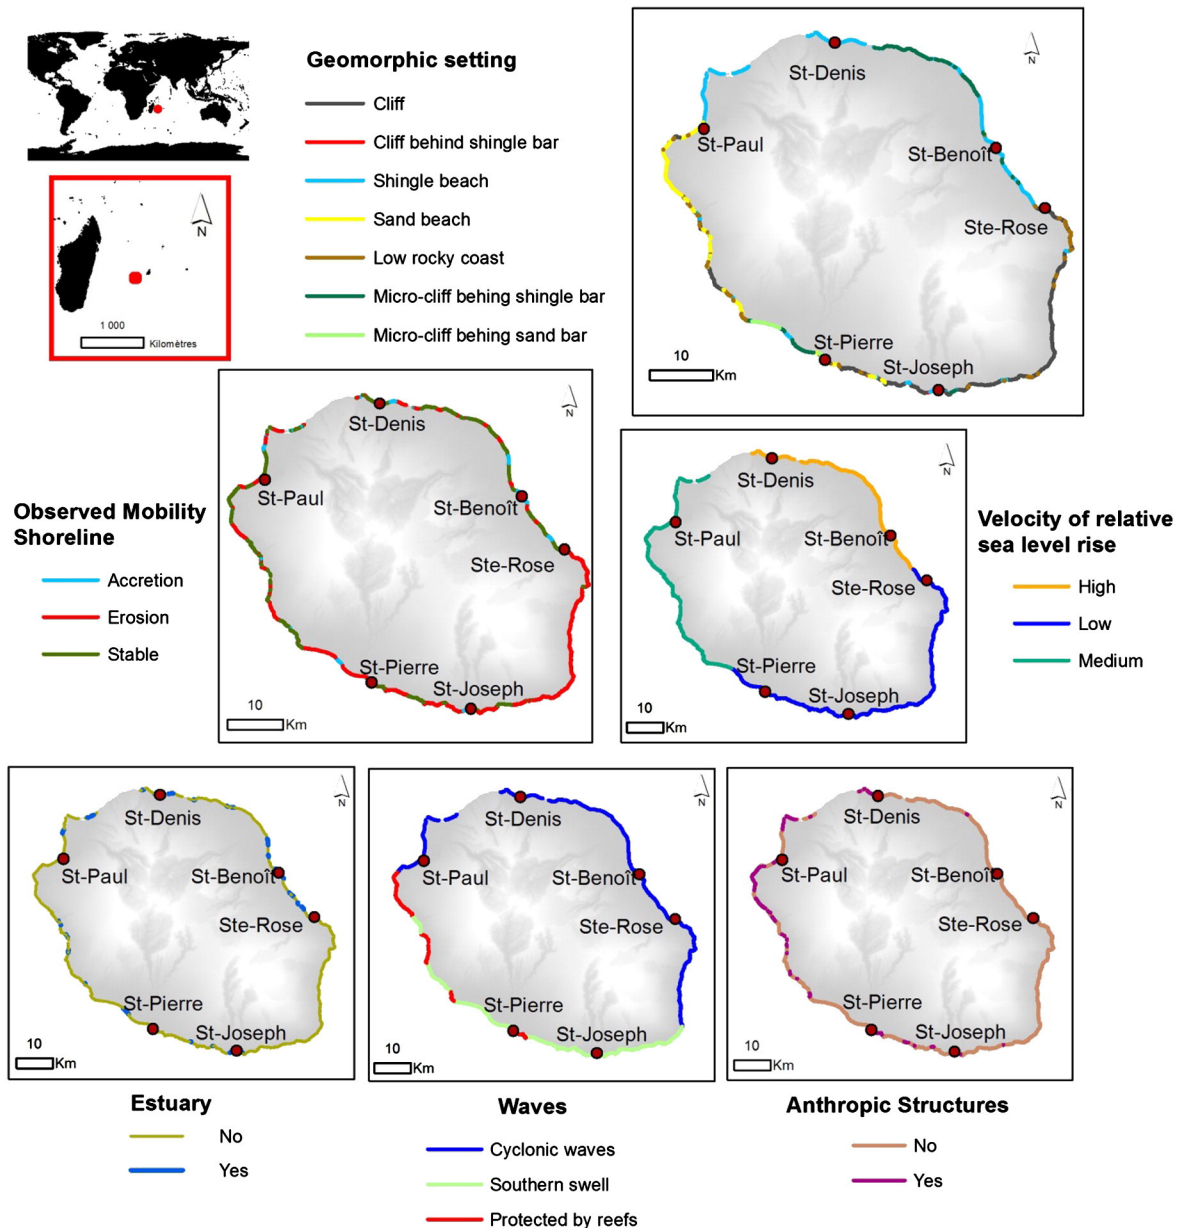 Geomorphic setting
Cliff
Cliff behind shingle bar
Shingle beach
Sand beach
Low rocky coast
Micro-cliff behing shingle bar
Micro-cliff behing sand bar
N
1 000
Kilomètres
N
St-Denis
St-Paul
St-Benoît
Ste-Rose
St-Pierre
St-Joseph
10
Km
Observed Mobility
Shoreline
Accretion
Erosion
Stable
N
St-Denis
St-Paul
St-Benoît
Ste-Rose
St-Pierre
St-Joseph
10
Km
N
St-Denis
St-Paul
St-Benoît
Ste-Rose
St-Pierre
St-Joseph
10
Km
Velocity of relative
sea level rise
High
Low
Medium
N
St-Denis
St-Paul
St-Benoît
Ste-Rose
St-Pierre
St-Joseph
10
Km
Estuary
No
Yes
N
St-Denis
St-Paul
St-Benoît
Ste-Rose
St-Pierre
St-Joseph
10
Km
Waves
Cyclonic waves
Southern swell
Protected by reefs
N
St-Denis
St-Paul
St-Benoît
Ste-Rose
St-Pierre
St-Joseph
10
Km
Anthropic Structures
No
Yes